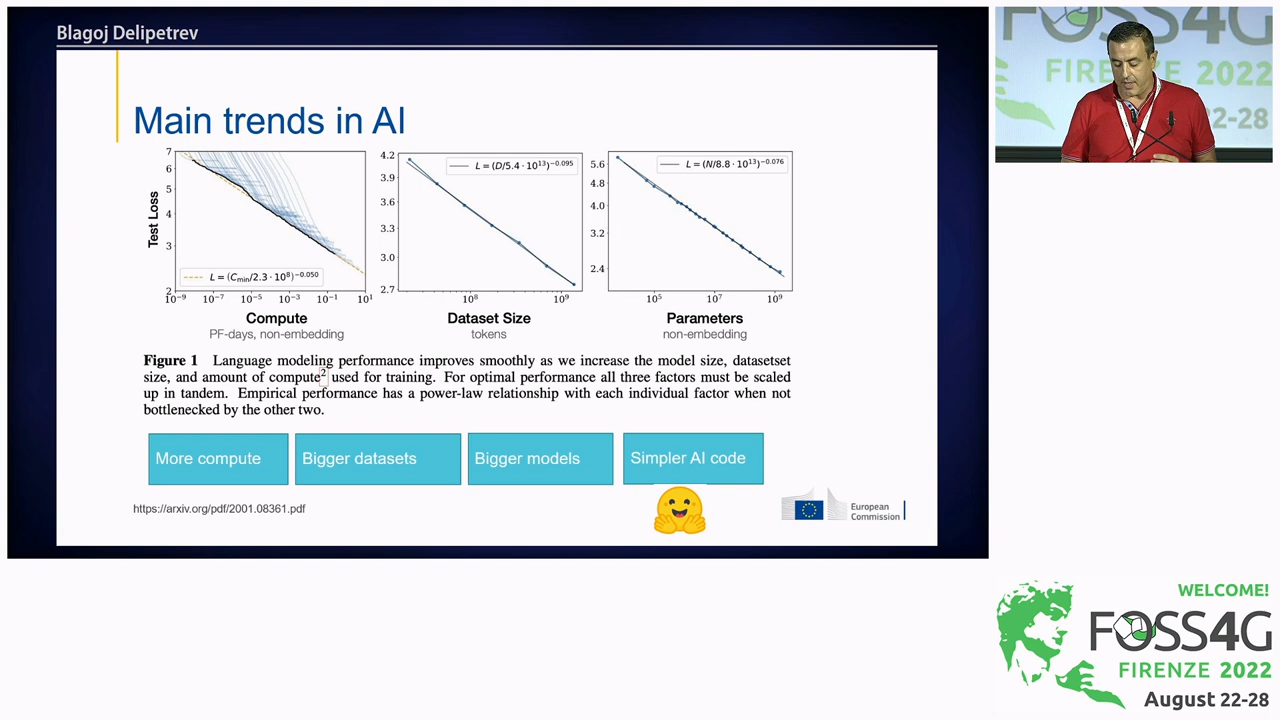 Blagoj Delipetrev
Main trends in AI
Test Loss
7
6
5
4
3
2
L = (Cmin/2.3 · 10^8)^−0.050
10^−9 10^−7 10^−5 10^−3 10^−1 10^1
Compute
PF-days, non-embedding
4.2
3.9
3.6
3.3
3.0
2.7
L = (D/5.4 · 10^13)^−0.095
10^8 10^9
Dataset Size
tokens
5.6
4.8
4.0
3.2
2.4
L = (N/8.8 · 10^13)^−0.076
10^5 10^7 10^9
Parameters
non-embedding
Figure 1 Language modeling performance improves smoothly as we increase the model size, datasetset
size, and amount of compute2 used for training. For optimal performance all three factors must be scaled
up in tandem. Empirical performance has a power-law relationship with each individual factor when not
bottlenecked by the other two.
More compute
Bigger datasets
Bigger models
Simpler AI code
https://arxiv.org/pdf/2001.08361.pdf
European
Commission
FOSS4G
FIRENZE 2022
22-28
WELCOME!
FOSS4G
FIRENZE 2022
August 22-28